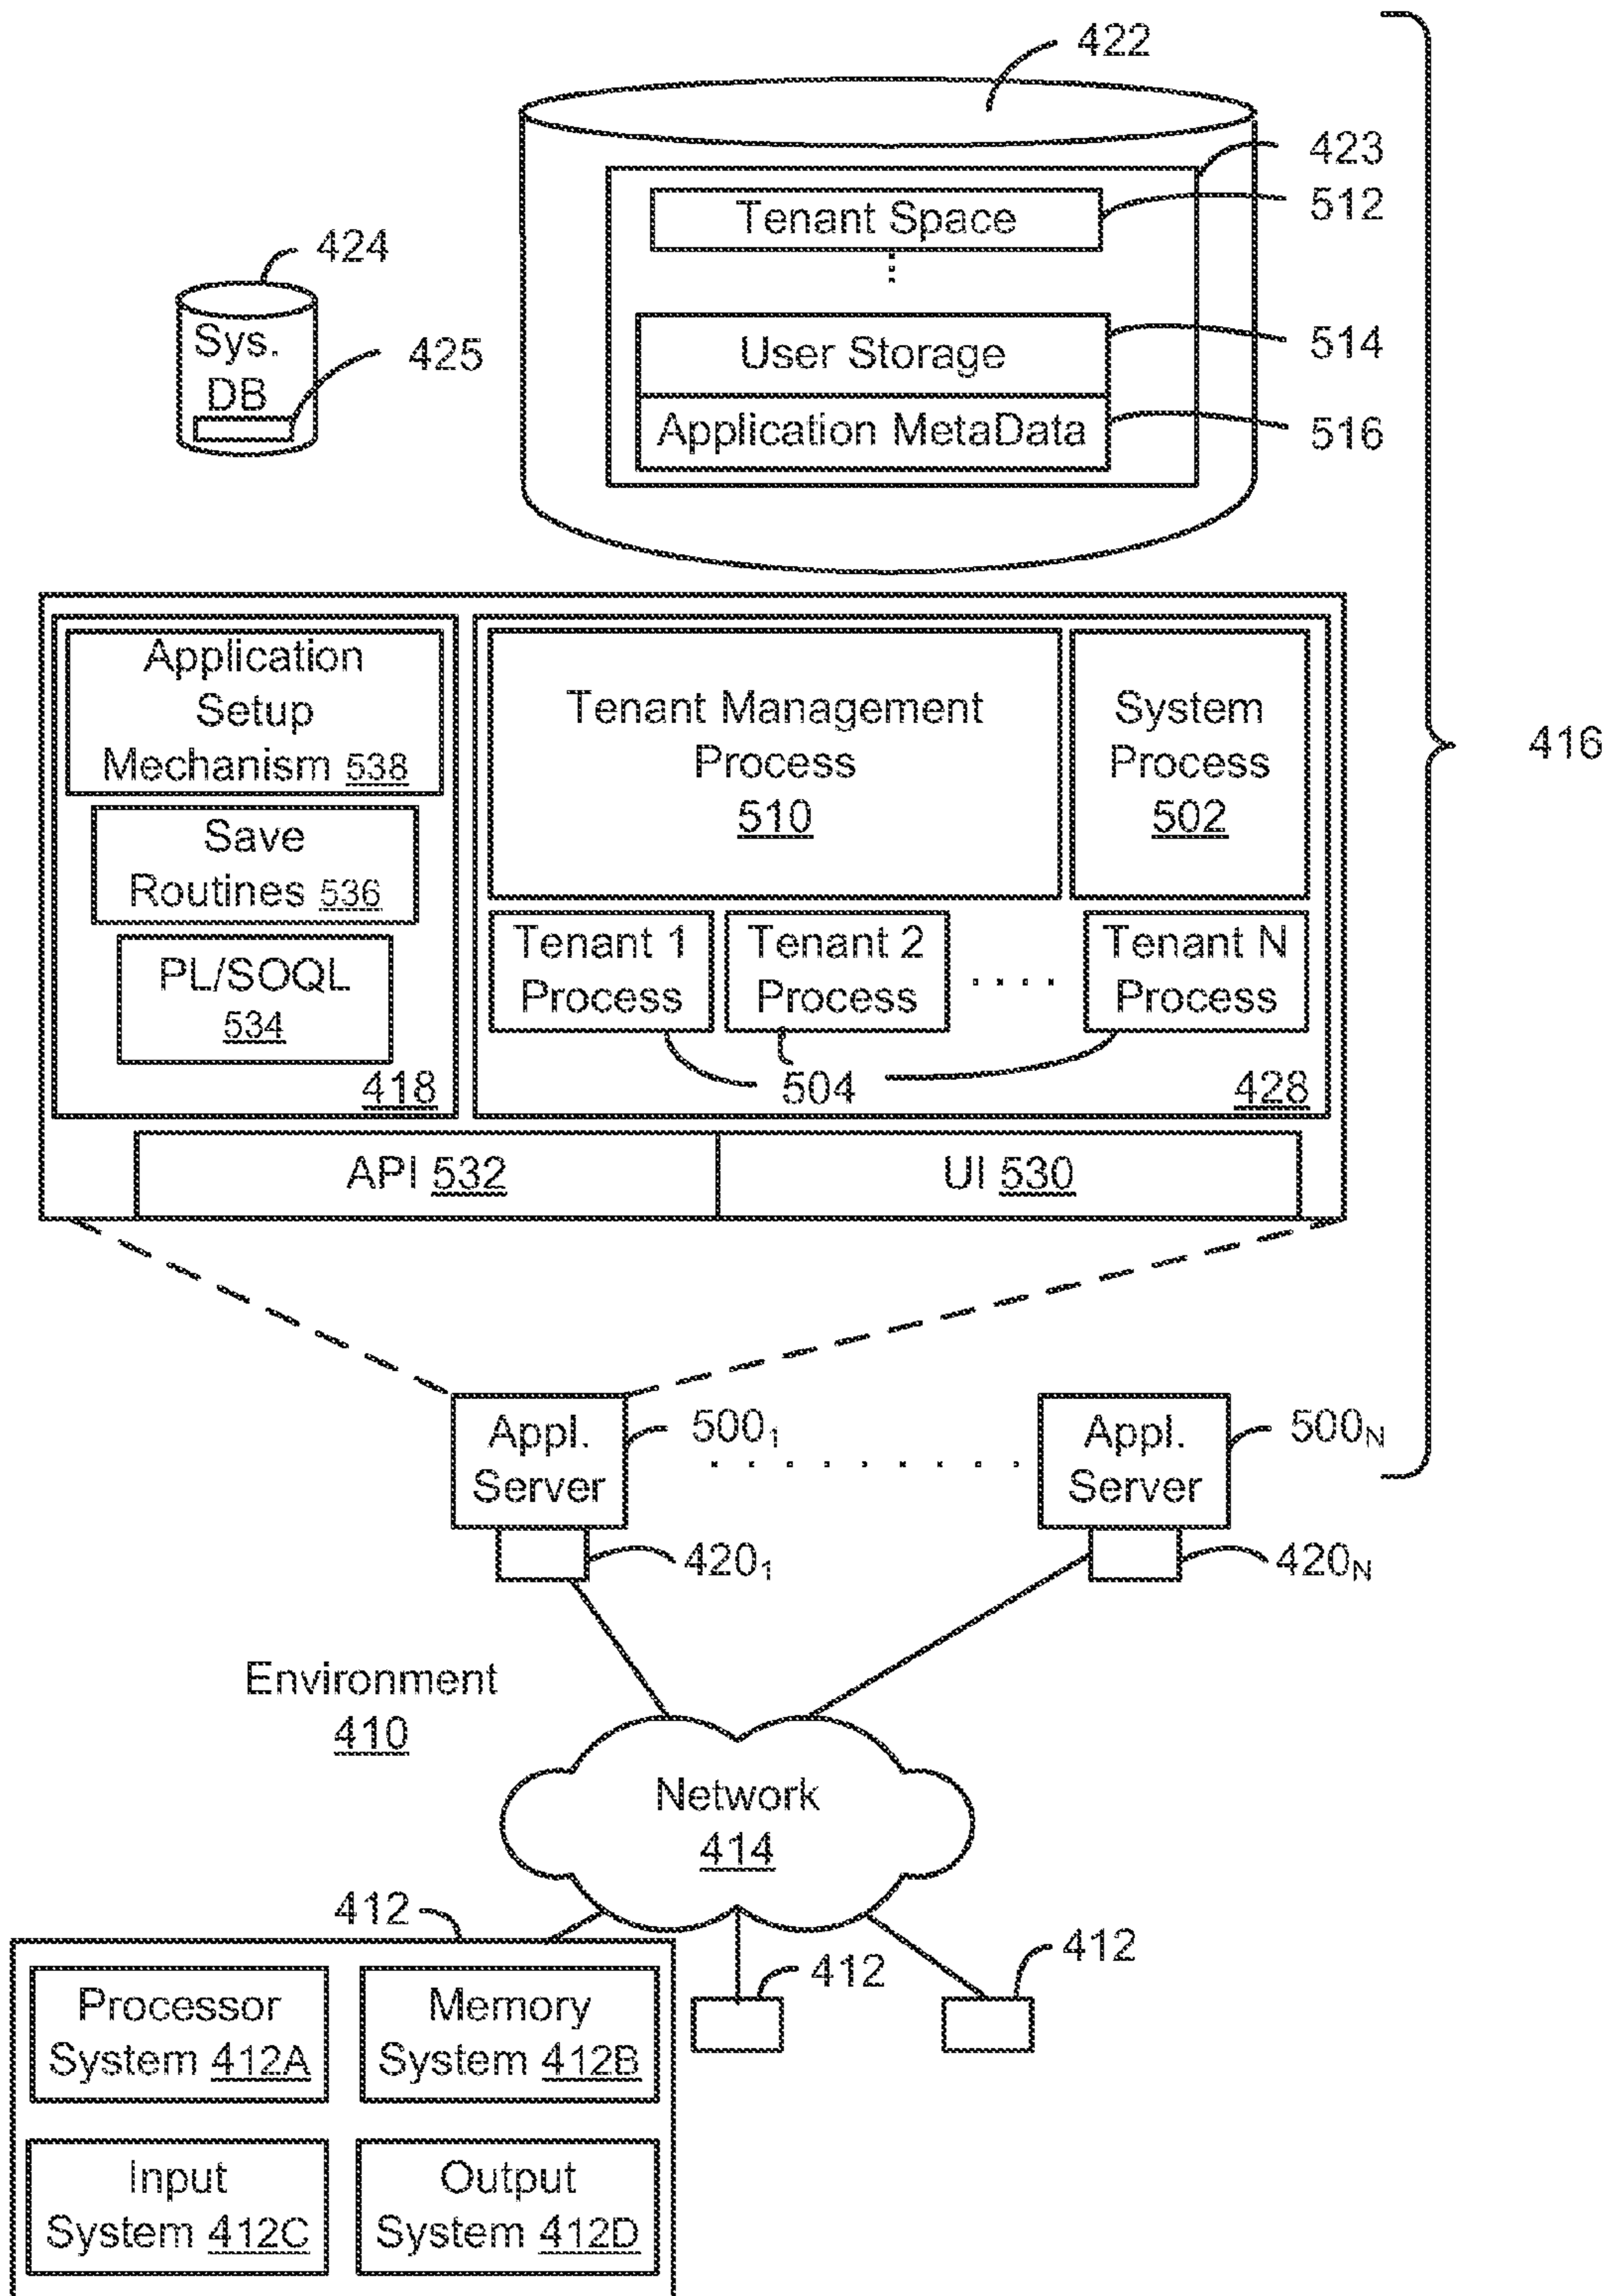 422
423
Tenant Space
512
424
Sys.
DB
425
User Storage
514
Application MetaData
516
416
Application
Setup
Mechanism 538
Save
Routines 536
PL/SOQL
534
418
Tenant Management
Process
510
System
Process
502
Tenant 1
Process
Tenant 2
Process
Tenant N
Process
504
428
API 532
UI 530
Appl.
Server
500₁
Appl.
Server
500N
420₁
420N
Environment
410
Network
414
412
412
412
Processor
System 412A
Memory
System 412B
Input
System 412C
Output
System 412D